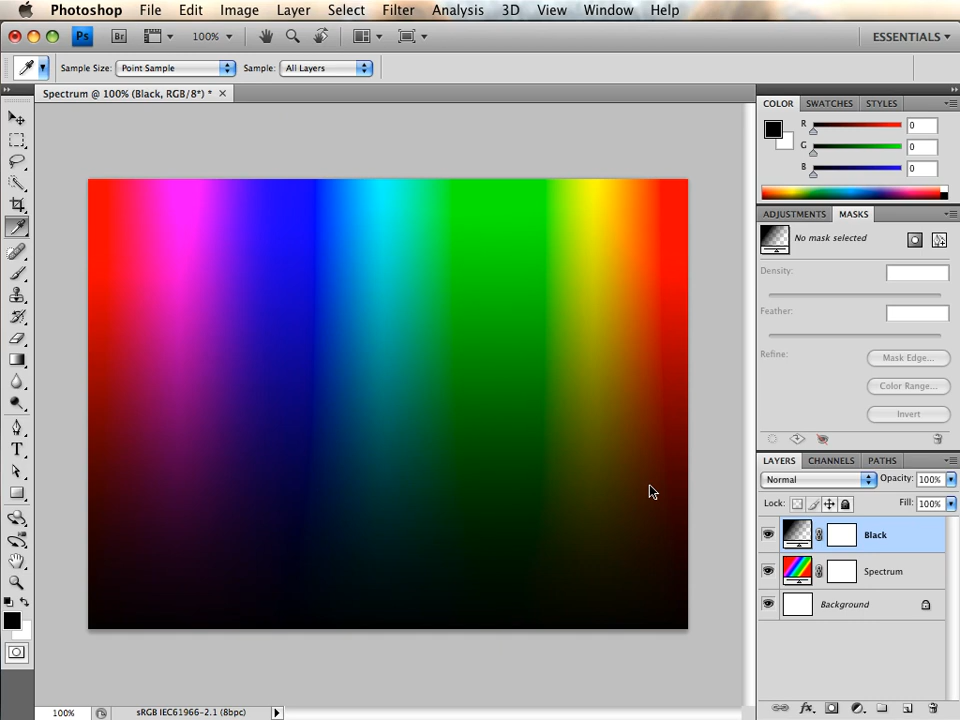 Photoshop File Edit Image Layer Select Filter Analysis 3D View Window Help
Ps Br 100% ESSENTIALS
Sample Size: Point Sample Sample: All Layers
Spectrum @ 100% (Black, RGB/8*) *
COLOR SWATCHES STYLES
R 0
G 0
B 0
ADJUSTMENTS MASKS
No mask selected
Density:
Feather:
Refine: Mask Edge...
Color Range...
Invert
LAYERS CHANNELS PATHS
Normal Opacity: 100%
Lock: Fill: 100%
Black
Spectrum
Background
100% sRGB IEC61966-2.1 (8bpc)